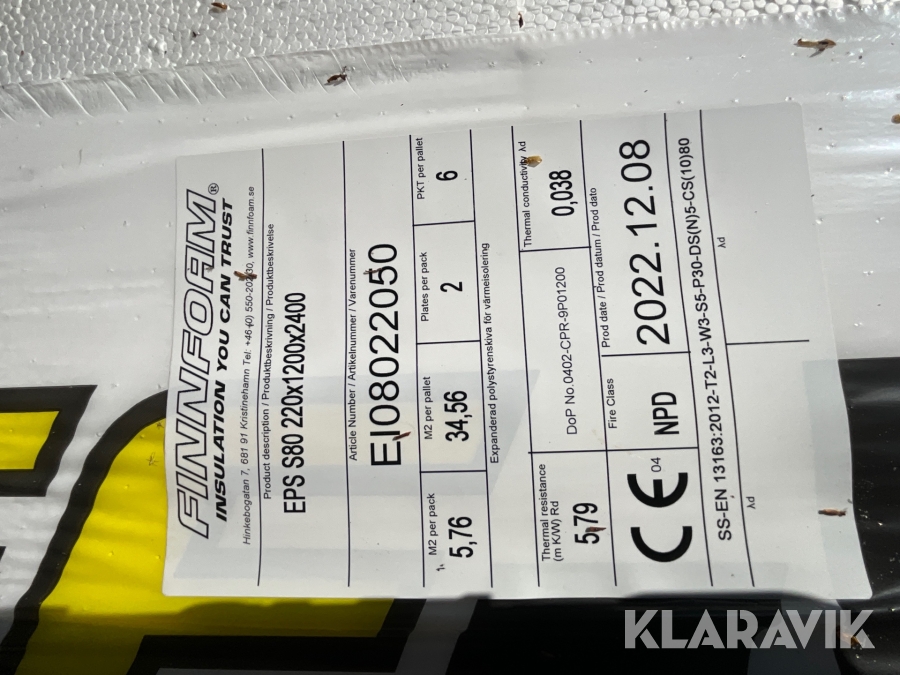 FINNFOAM®
INSULATION YOU CAN TRUST
Hinkebogatan 7, 681 91 Kristinehamn Tel: +46(0) 550-20230, www.finnfoam.se
Product description / Produktbeskrivning / Produktbeskrivelse
EPS S80 220x1200x2400
Article Number / Artikelnummer / Varenummer
EI08022050
M2 per pack
5,76
M2 per pallet
34,56
Plates per pack
2
PKT per pallet
6
Expanderad polystyrenskiva för värmeisolering
Thermal resistance
(m K/W) Rd
5,79
DoP No.0402-CPR-9P01200
Thermal conductivity λd
0,038
CE 04
Fire Class
NPD
Prod date / Prod datum / Prod dato
2022.12.08
SS-EN 13163:2012-T2-L3-W3-S5-P30-DS(N)5-CS(10)80
λd
λd
KLARAVIK